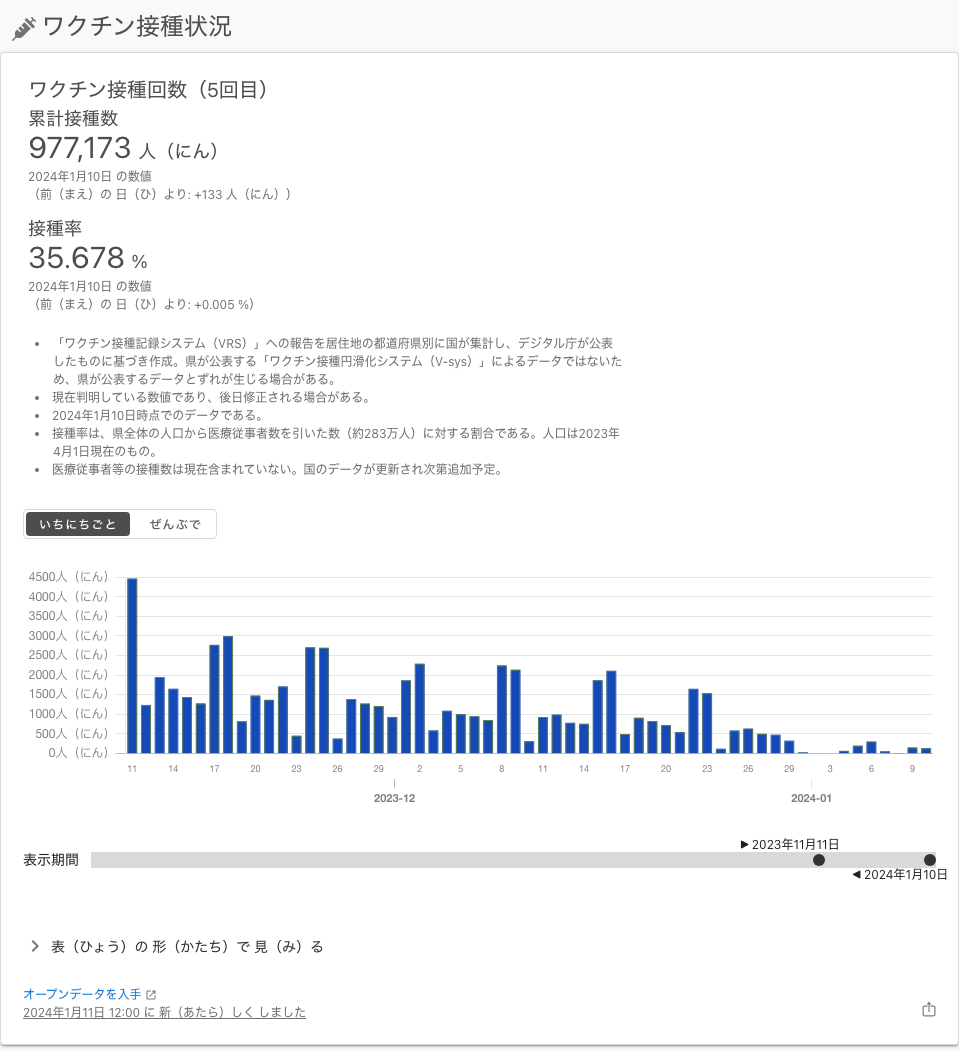 ワクチン接種状況
ワクチン接種回数（5回目）
累計接種数
977,173 人（にん）
2024年1月10日 の数値
（前（まえ）の 日（ひ）より: +133 人（にん））
接種率
35.678 %
2024年1月10日 の数値
（前（まえ）の 日（ひ）より: +0.005 %）
• 「ワクチン接種記録システム（VRS）」への報告を居住地の都道府県別に国が集計し、デジタル庁が公表
したものに基づき作成。県が公表する「ワクチン接種円滑化システム（V-sys）」によるデータではないた
め、県が公表するデータとずれが生じる場合がある。
• 現在判明している数値であり、後日修正される場合がある。
• 2024年1月10日時点でのデータである。
• 接種率は、県全体の人口から医療従事者数を引いた数（約283万人）に対する割合である。人口は2023年
4月1日現在のもの。
• 医療従事者等の接種数は現在含まれていない。国のデータが更新され次第追加予定。
いちにちごと ぜんぶで
4500人（にん）
4000人（にん）
3500人（にん）
3000人（にん）
2500人（にん）
2000人（にん）
1500人（にん）
1000人（にん）
500人（にん）
0人（にん）
11 14 17 20 23 26 29 2 5 8 11 14 17 20 23 26 29 3 6 9
2023-12 2024-01
▶ 2023年11月11日
表示期間
◀ 2024年1月10日
表（ひょう）の 形（かたち）で 見（み）る
オープンデータを入手
2024年1月11日 12:00 に 新（あたら）しく しました